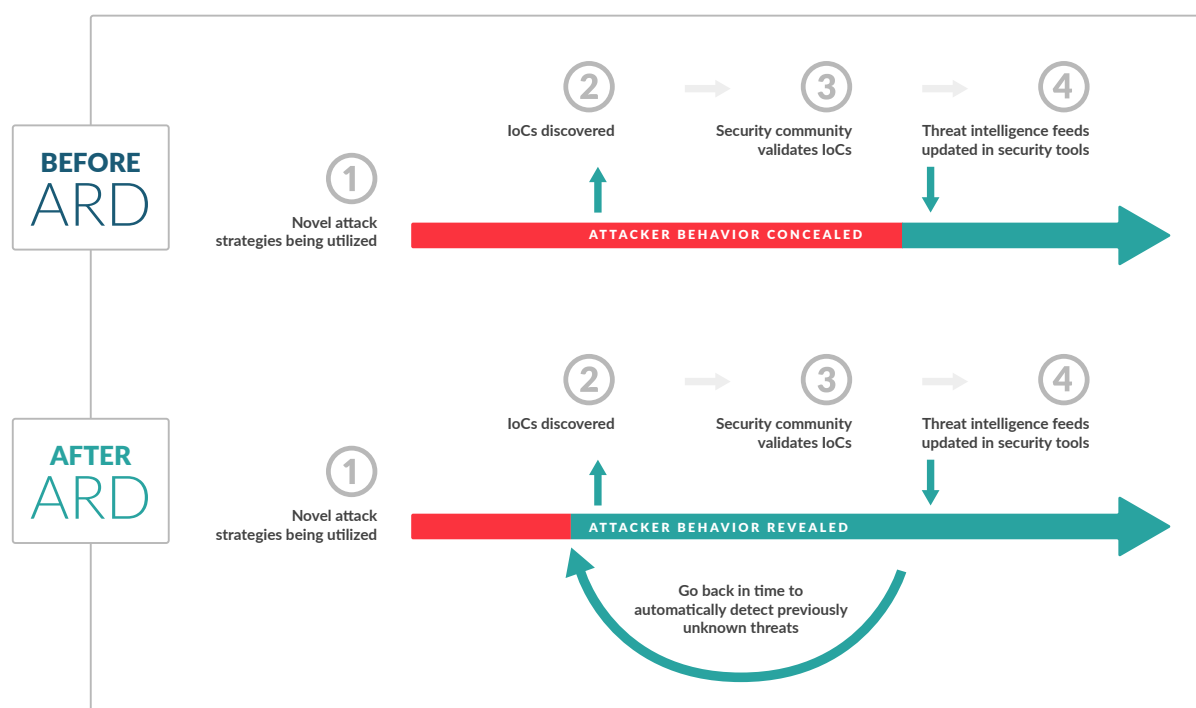 BEFORE
ARD
1
Novel attack
strategies being utilized
2
IoCs discovered
3
Security community
validates IoCs
4
Threat intelligence feeds
updated in security tools
ATTACKER BEHAVIOR CONCEALED
AFTER
ARD
1
Novel attack
strategies being utilized
2
IoCs discovered
3
Security community
validates IoCs
4
Threat intelligence feeds
updated in security tools
ATTACKER BEHAVIOR REVEALED
Go back in time to
automatically detect previously
unknown threats